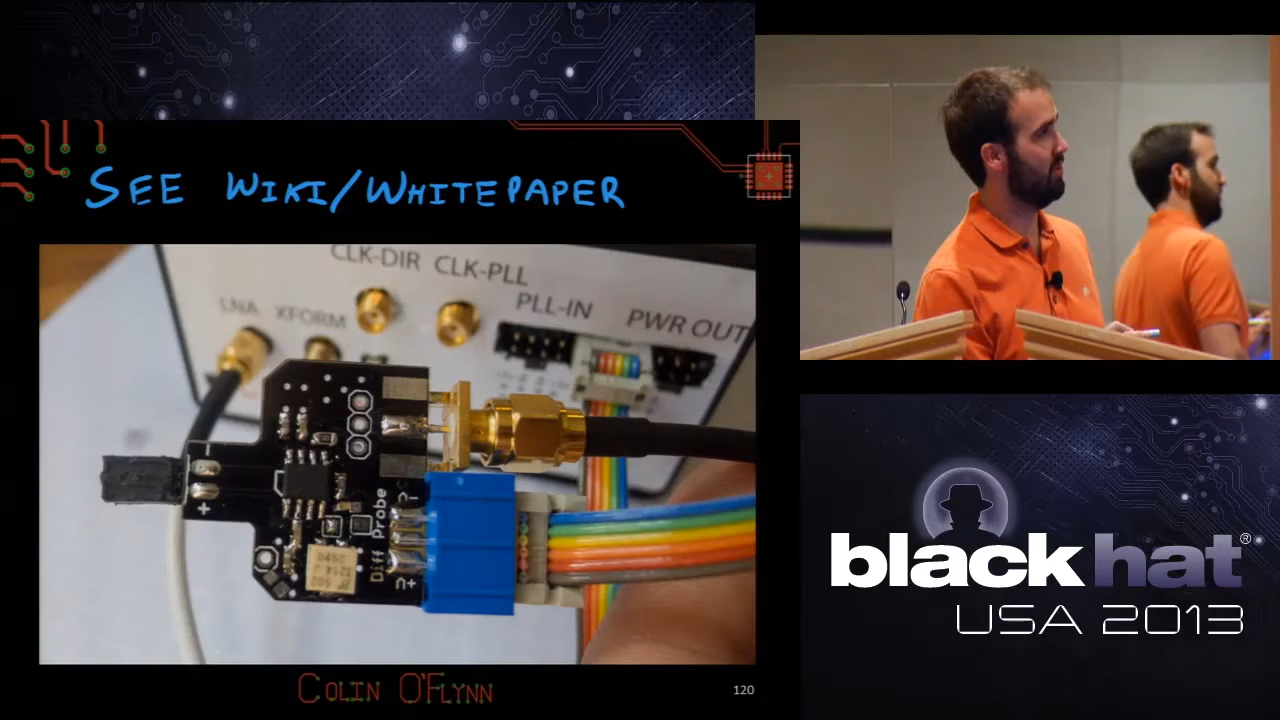 SEE WIKI/WHITEPAPER
CLK-DIR CLK-PLL
LNA XFORM PLL-IN PWR OUT
Diff Probe
+
COLIN O'FLYNN
120
black hat®
USA 2013